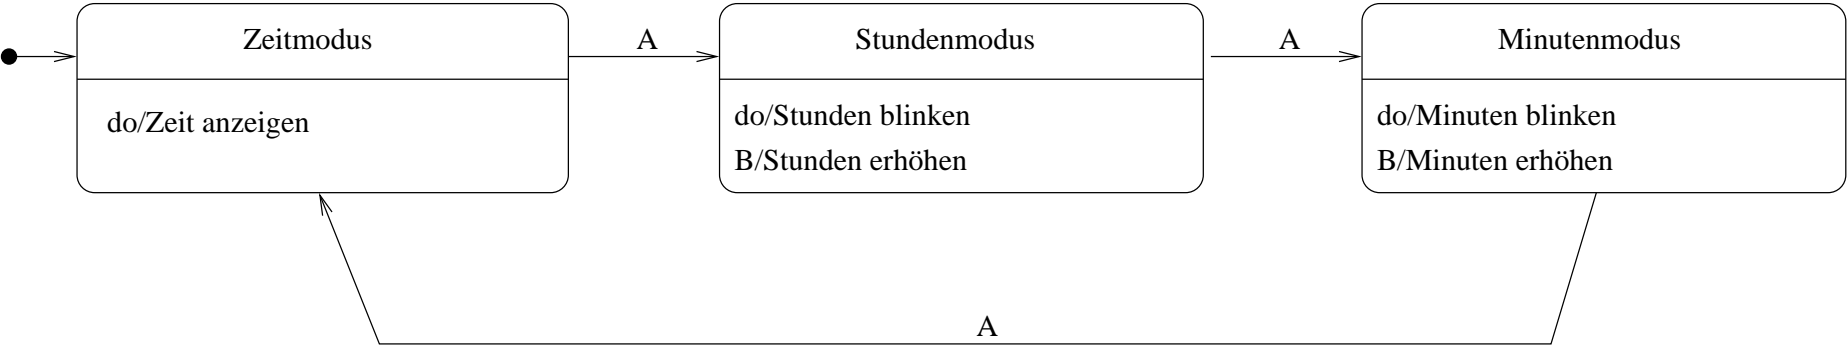 Zeitmodus
do/Zeit anzeigen
A
Stundenmodus
do/Stunden blinken
B/Stunden erhöhen
A
Minutenmodus
do/Minuten blinken
B/Minuten erhöhen
A